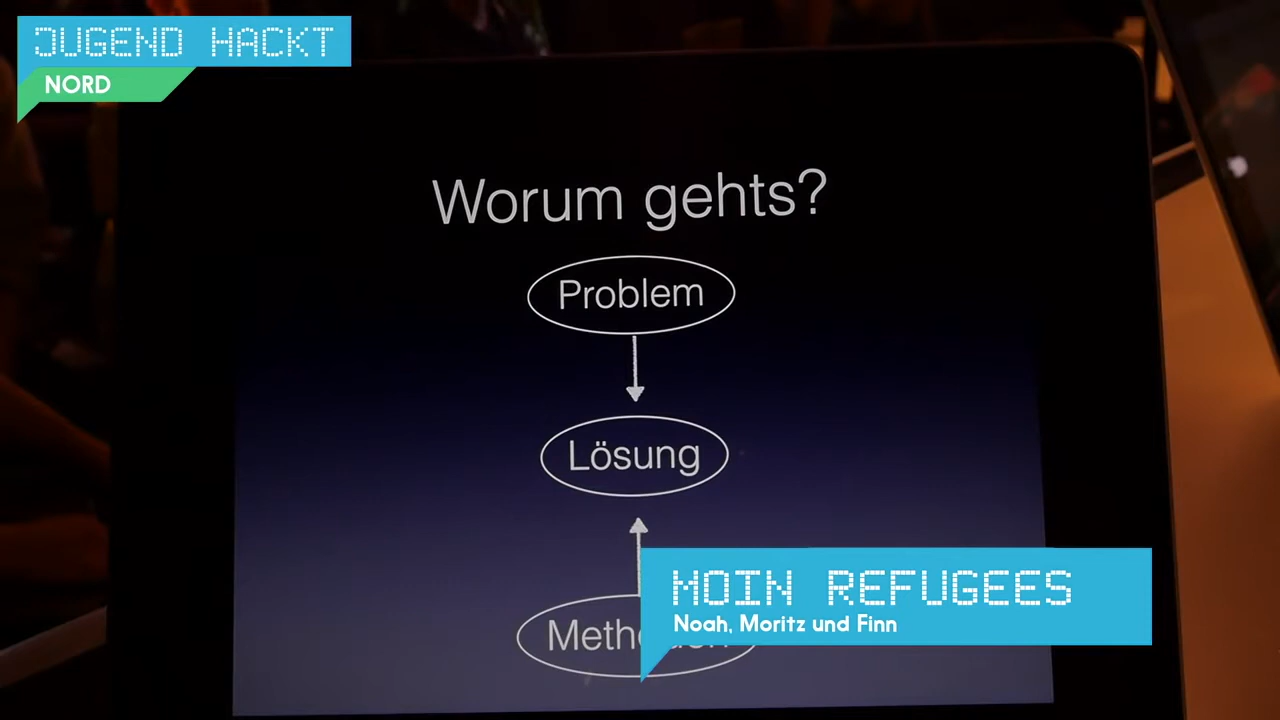 JUGEND HACKT
NORD
Worum gehts?
Problem
Lösung
MOIN REFUGEES
Noah, Moritz und Finn